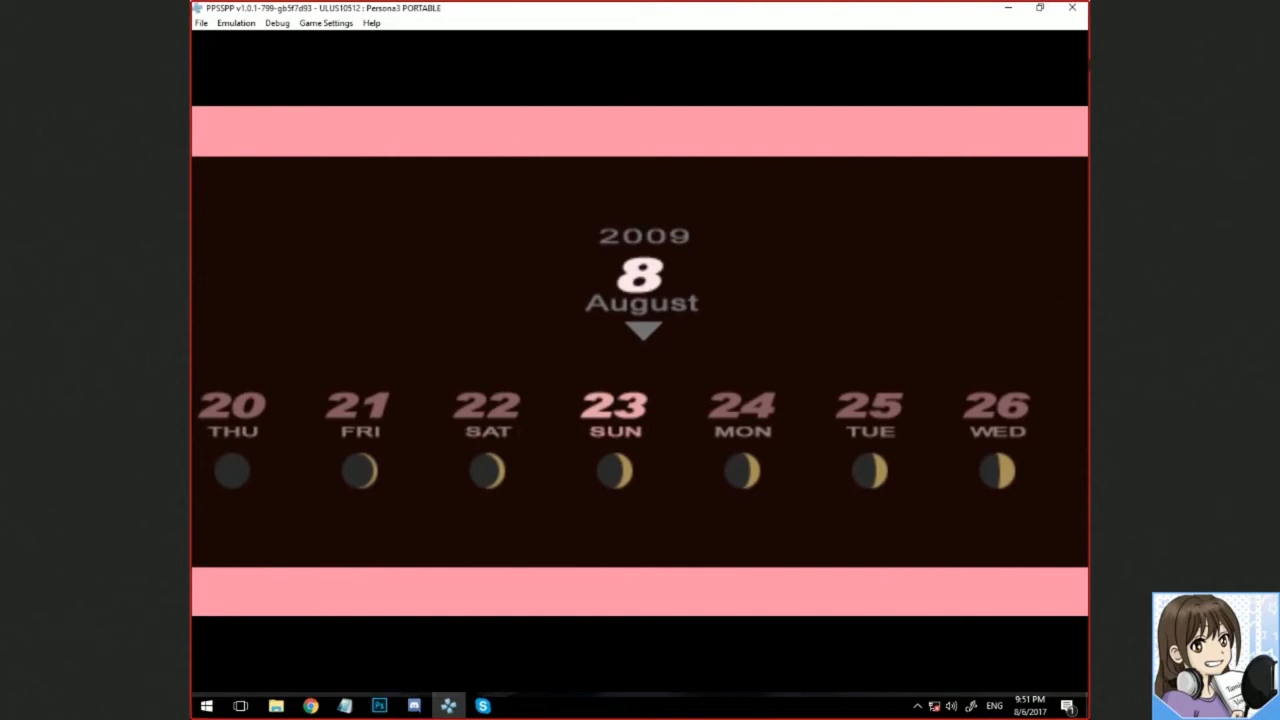 PPSSPP v1.0.1-799-gb5f7d93 - ULUS10512 : Persona3 PORTABLE
File Emulation Debug Game Settings Help
2009
8
August
20 21 22 23 24 25 26
THU FRI SAT SUN MON TUE WED
Ps ENG 9:51 PM
8/6/2017